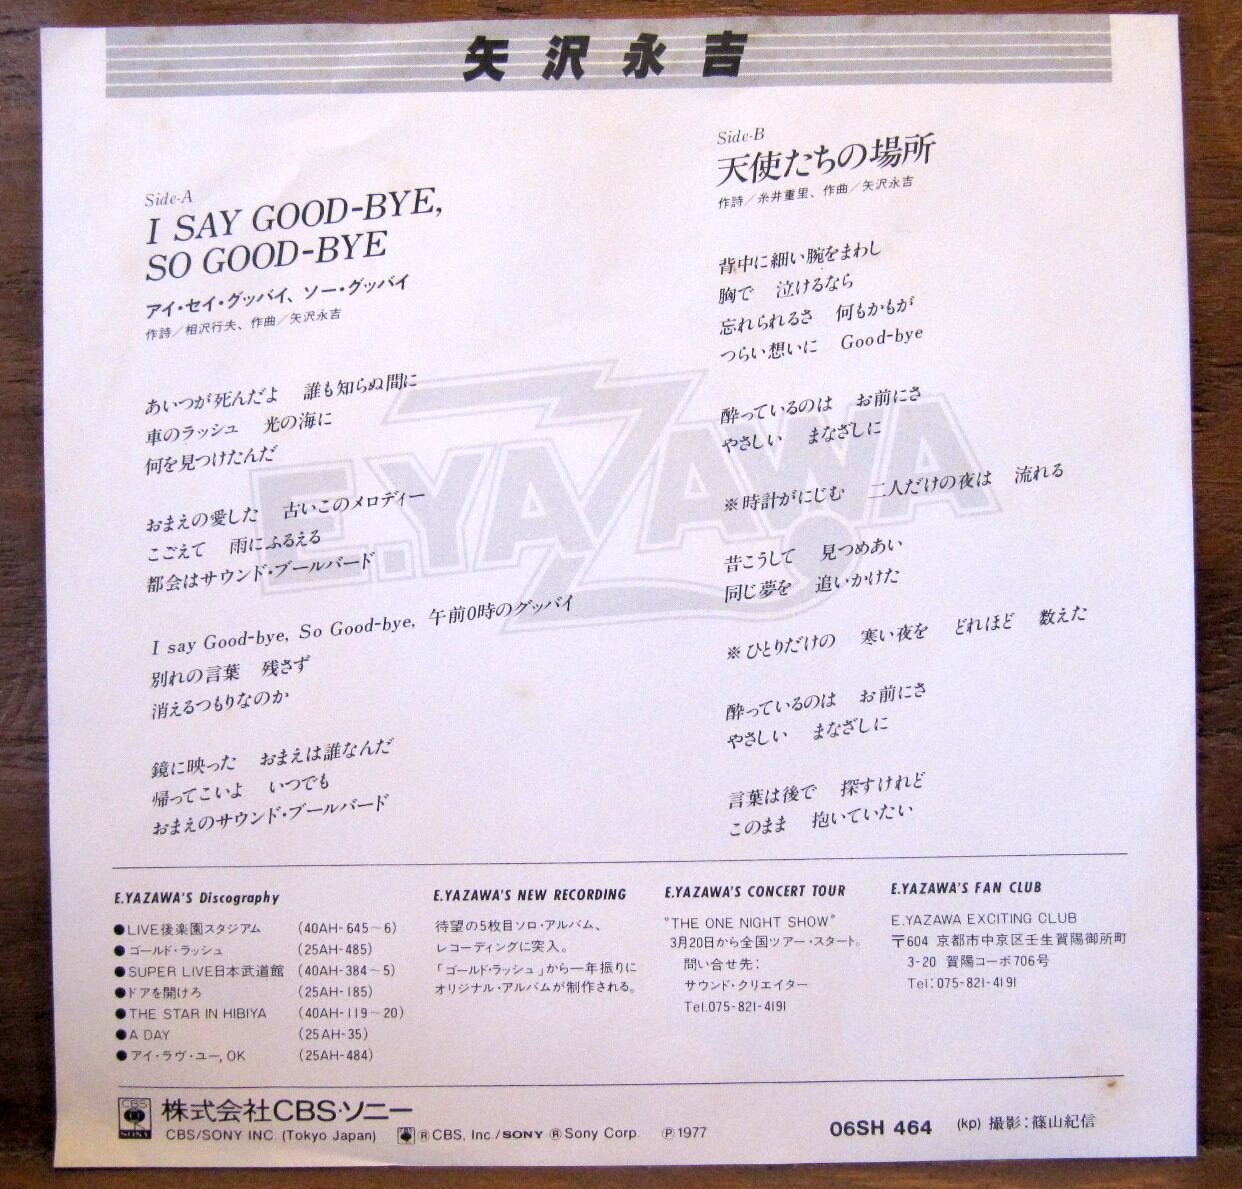 矢沢永吉
Side-A
I SAY GOOD-BYE,
SO GOOD-BYE
アイ・セイ・グッバイ、ソー・グッバイ
作詩／相沢行夫、作曲／矢沢永吉
あいつが死んだよ　誰も知らぬ間に
車のラッシュ　光の海に
何を見つけたんだ
おまえの愛した　古いこのメロディー
こごえて　雨にふるえる
都会はサウンド・ブールバード
I say Good-bye, So Good-bye, 午前0時のグッバイ
別れの言葉　残さず
消えるつもりなのか
鏡に映った　おまえは誰なんだ
帰ってこいよ　いつでも
おまえのサウンド・ブールバード
Side-B
天使たちの場所
作詩／糸井重里、作曲／矢沢永吉
背中に細い腕をまわし
胸で　泣けるなら
忘れられるさ　何もかもが
つらい想いに　Good-bye
酔っているのは　お前にさ
やさしい　まなざしに
※時計がにじむ　二人だけの夜は　流れる
昔こうして　見つめあい
同じ夢を　追いかけた
※ひとりだけの　寒い夜を　どれほど　数えた
酔っているのは　お前にさ
やさしい　まなざしに
言葉は後で　探すけれど
このまま　抱いていたい
E.YAZAWA
E.YAZAWA'S Discography
●LIVE後楽園スタジアム (40AH-645～6)
●ゴールド・ラッシュ (25AH-485)
●SUPER LIVE日本武道館 (40AH-384～5)
●ドアを開けろ (25AH-185)
●THE STAR IN HIBIYA (40AH-119～20)
●A DAY (25AH-35)
●アイ・ラヴ・ユー, OK (25AH-484)
E.YAZAWA'S NEW RECORDING
待望の5枚目ソロ・アルバム、
レコーディングに突入。
「ゴールド・ラッシュ」から一年振りに
オリジナル・アルバムが制作される。
E.YAZAWA'S CONCERT TOUR
"THE ONE NIGHT SHOW"
3月20日から全国ツアー・スタート。
問い合せ先：
サウンド・クリエイター
Tel.075-821-4191
E.YAZAWA'S FAN CLUB
E.YAZAWA EXCITING CLUB
〒604 京都市中京区壬生賀陽御所町
3-20 賀陽コーポ706号
Tel：075-821-4191
CBS
SONY
株式会社CBS・ソニー
CBS/SONY INC. (Tokyo Japan) ®CBS, Inc./SONY ®Sony Corp. ℗1977
06SH 464 (kp) 撮影：篠山紀信